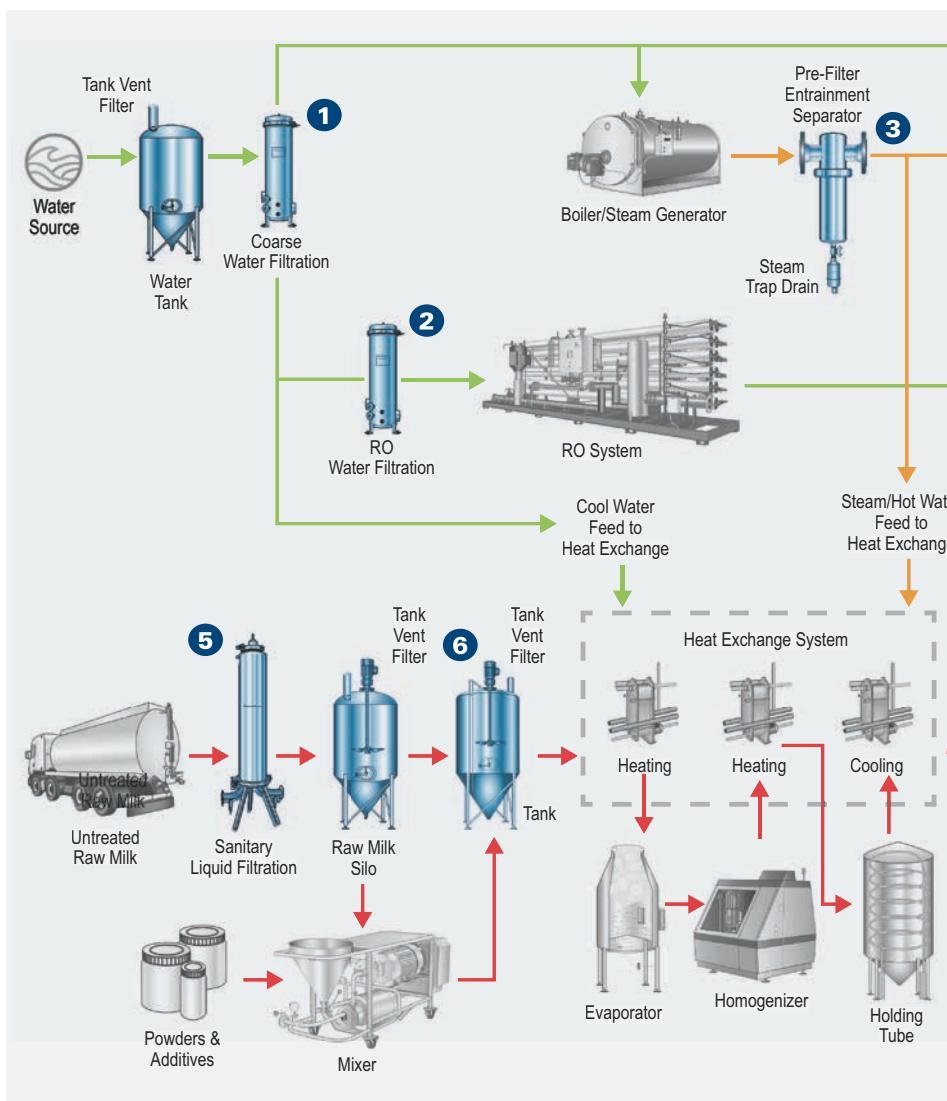 Tank Vent
Filter
1
Pre-Filter
Entrainment
Separator
3
Water
Source
Water
Tank
Coarse
Water Filtration
Boiler/Steam Generator
Steam
Trap Drain
2
RO
Water Filtration
RO System
Cool Water
Feed to
Heat Exchange
Steam/Hot Wat
Feed to
Heat Exchang
5
Tank
Vent
Filter
6
Tank
Vent
Filter
Heat Exchange System
Heating
Heating
Cooling
Untreated
Raw Milk
Untreated
Raw Milk
Sanitary
Liquid Filtration
Raw Milk
Silo
Tank
Powders &
Additives
Mixer
Evaporator
Homogenizer
Holding
Tube